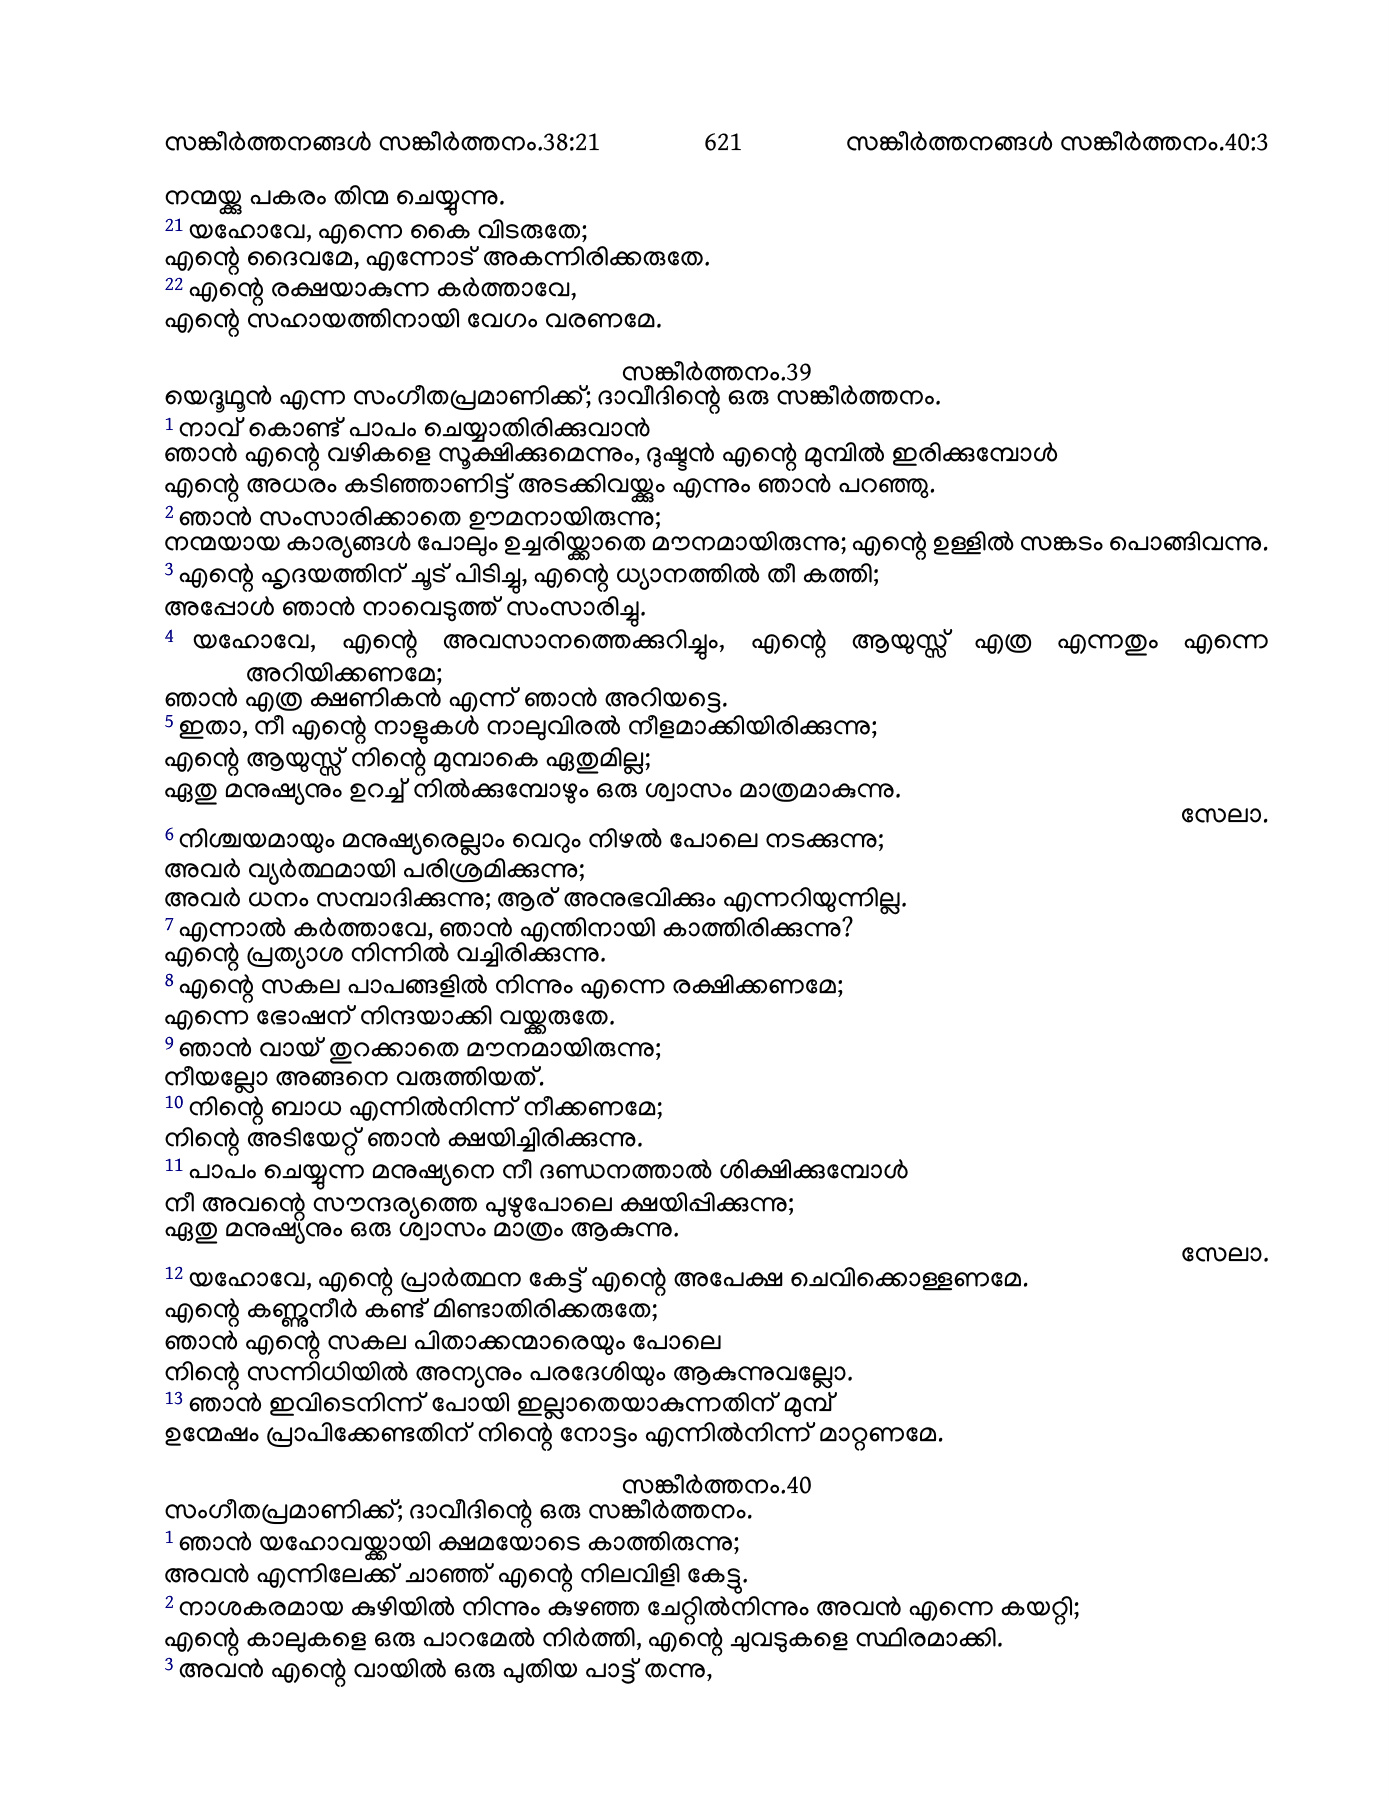 സങ്കീർത്തനങ്ങൾ സങ്കീർത്തനം.38:21 621 സങ്കീർത്തനങ്ങൾ സങ്കീർത്തനം.40:3
നന്മയ്ക്കു പകരം തിന്മ ചെയ്യുന്നു.
21 യഹോവേ, എന്നെ കൈ വിടരുതേ;
എന്റെ ദൈവമേ, എന്നോട് അകന്നിരിക്കരുതേ.
22 എന്റെ രക്ഷയാകുന്ന കർത്താവേ,
എന്റെ സഹായത്തിനായി വേഗം വരണമേ.
സങ്കീർത്തനം.39
യെദൂഥൂൻ എന്ന സംഗീതപ്രമാണിക്ക്; ദാവീദിന്റെ ഒരു സങ്കീർത്തനം.
1 നാവ് കൊണ്ട് പാപം ചെയ്യാതിരിക്കുവാൻ
ഞാൻ എന്റെ വഴികളെ സൂക്ഷിക്കുമെന്നും, ദുഷ്ടൻ എന്റെ മുമ്പിൽ ഇരിക്കുമ്പോൾ
എന്റെ അധരം കടിഞ്ഞാണിട്ട് അടക്കിവയ്ക്കും എന്നും ഞാൻ പറഞ്ഞു.
2 ഞാൻ സംസാരിക്കാതെ ഊമനായിരുന്നു;
നന്മയായ കാര്യങ്ങൾ പോലും ഉച്ചരിയ്ക്കാതെ മൗനമായിരുന്നു; എന്റെ ഉള്ളിൽ സങ്കടം പൊങ്ങിവന്നു.
3 എന്റെ ഹൃദയത്തിന് ചൂട് പിടിച്ചു, എന്റെ ധ്യാനത്തിൽ തീ കത്തി;
അപ്പോൾ ഞാൻ നാവെടുത്ത് സംസാരിച്ചു.
4 യഹോവേ, എന്റെ അവസാനത്തെക്കുറിച്ചും, എന്റെ ആയുസ്സ് എത്ര എന്നതും എന്നെ
അറിയിക്കണമേ;
ഞാൻ എത്ര ക്ഷണികൻ എന്ന് ഞാൻ അറിയട്ടെ.
5 ഇതാ, നീ എന്റെ നാളുകൾ നാലുവിരൽ നീളമാക്കിയിരിക്കുന്നു;
എന്റെ ആയുസ്സ് നിന്റെ മുമ്പാകെ ഏതുമില്ല;
ഏതു മനുഷ്യനും ഉറച്ച് നിൽക്കുമ്പോഴും ഒരു ശ്വാസം മാത്രമാകുന്നു.
സേലാ.
6 നിശ്ചയമായും മനുഷ്യരെല്ലാം വെറും നിഴൽ പോലെ നടക്കുന്നു;
അവർ വ്യർത്ഥമായി പരിശ്രമിക്കുന്നു;
അവർ ധനം സമ്പാദിക്കുന്നു; ആര് അനുഭവിക്കും എന്നറിയുന്നില്ല.
7 എന്നാൽ കർത്താവേ, ഞാൻ എന്തിനായി കാത്തിരിക്കുന്നു?
എന്റെ പ്രത്യാശ നിന്നിൽ വച്ചിരിക്കുന്നു.
8 എന്റെ സകല പാപങ്ങളിൽ നിന്നും എന്നെ രക്ഷിക്കണമേ;
എന്നെ ഭോഷന് നിന്ദയാക്കി വയ്ക്കരുതേ.
9 ഞാൻ വായ് തുറക്കാതെ മൗനമായിരുന്നു;
നീയല്ലോ അങ്ങനെ വരുത്തിയത്.
10 നിന്റെ ബാധ എന്നിൽനിന്ന് നീക്കണമേ;
നിന്റെ അടിയേറ്റ് ഞാൻ ക്ഷയിച്ചിരിക്കുന്നു.
11 പാപം ചെയ്യുന്ന മനുഷ്യനെ നീ ദണ്ഡനത്താൽ ശിക്ഷിക്കുമ്പോൾ
നീ അവന്റെ സൗന്ദര്യത്തെ പുഴുപോലെ ക്ഷയിപ്പിക്കുന്നു;
ഏതു മനുഷ്യനും ഒരു ശ്വാസം മാത്രം ആകുന്നു.
സേലാ.
12 യഹോവേ, എന്റെ പ്രാർത്ഥന കേട്ട് എന്റെ അപേക്ഷ ചെവിക്കൊള്ളണമേ.
എന്റെ കണ്ണുനീർ കണ്ട് മിണ്ടാതിരിക്കരുതേ;
ഞാൻ എന്റെ സകല പിതാക്കന്മാരെയും പോലെ
നിന്റെ സന്നിധിയിൽ അന്യനും പരദേശിയും ആകുന്നുവല്ലോ.
13 ഞാൻ ഇവിടെനിന്ന് പോയി ഇല്ലാതെയാകുന്നതിന് മുമ്പ്
ഉന്മേഷം പ്രാപിക്കേണ്ടതിന് നിന്റെ നോട്ടം എന്നിൽനിന്ന് മാറ്റണമേ.
സങ്കീർത്തനം.40
സംഗീതപ്രമാണിക്ക്; ദാവീദിന്റെ ഒരു സങ്കീർത്തനം.
1 ഞാൻ യഹോവയ്ക്കായി ക്ഷമയോടെ കാത്തിരുന്നു;
അവൻ എന്നിലേക്ക് ചാഞ്ഞ് എന്റെ നിലവിളി കേട്ടു.
2 നാശകരമായ കുഴിയിൽ നിന്നും കുഴഞ്ഞ ചേറ്റിൽനിന്നും അവൻ എന്നെ കയറ്റി;
എന്റെ കാലുകളെ ഒരു പാറമേൽ നിർത്തി, എന്റെ ചുവടുകളെ സ്ഥിരമാക്കി.
3 അവൻ എന്റെ വായിൽ ഒരു പുതിയ പാട്ട് തന്നു,